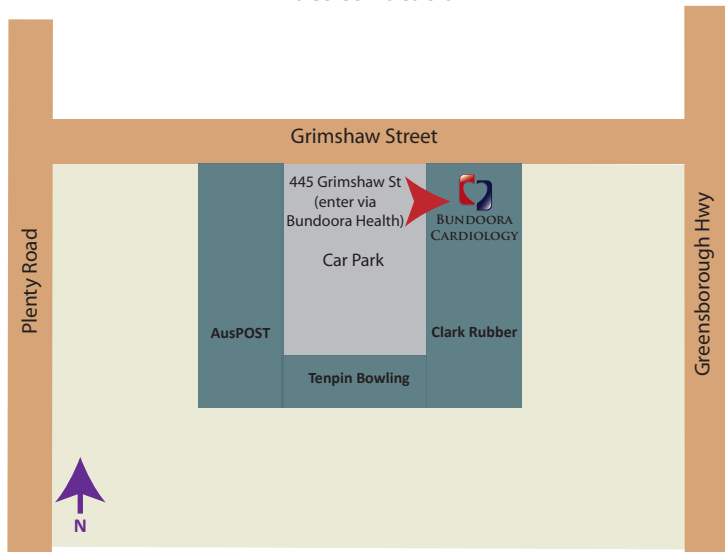 Grimshaw Street
445 Grimshaw St
(enter via
Bundoora Health)
Car Park
BUNDOORA
CARDIOLOGY
AusPOST
Clark Rubber
Tenpin Bowling
Plenty Road
Greensborough Hwy
N